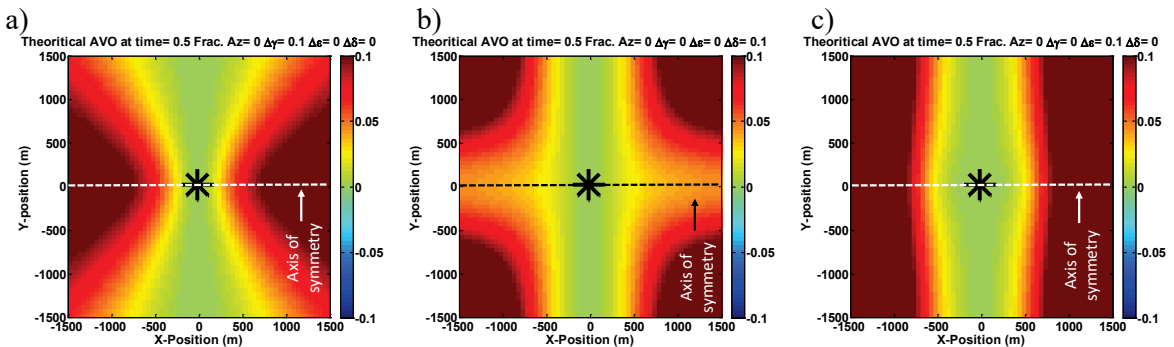 a)
Theoritical AVO at time= 0.5 Frac. Az= 0 Δγ= 0.1 Δε= 0 Δδ= 0
1500
1000
500
0
-500
-1000
-1500
Y-position (m)
-1500 -1000 -500 0 500 1000 1500
X-Position (m)
Axis of
symmetry
0.1
0.05
0
-0.05
-0.1
b)
Theoritical AVO at time= 0.5 Frac. Az= 0 Δγ= 0 Δε= 0 Δδ= 0.1
1500
1000
500
0
-500
-1000
-1500
Y-position (m)
-1500 -1000 -500 0 500 1000 1500
X-Position (m)
Axis of
symmetry
0.1
0.05
0
-0.05
-0.1
c)
Theoritical AVO at time= 0.5 Frac. Az= 0 Δγ= 0 Δε= 0.1 Δδ= 0
1500
1000
500
0
-500
-1000
-1500
Y-position (m)
-1500 -1000 -500 0 500 1000 1500
X-Position (m)
Axis of
symmetry
0.1
0.05
0
-0.05
-0.1